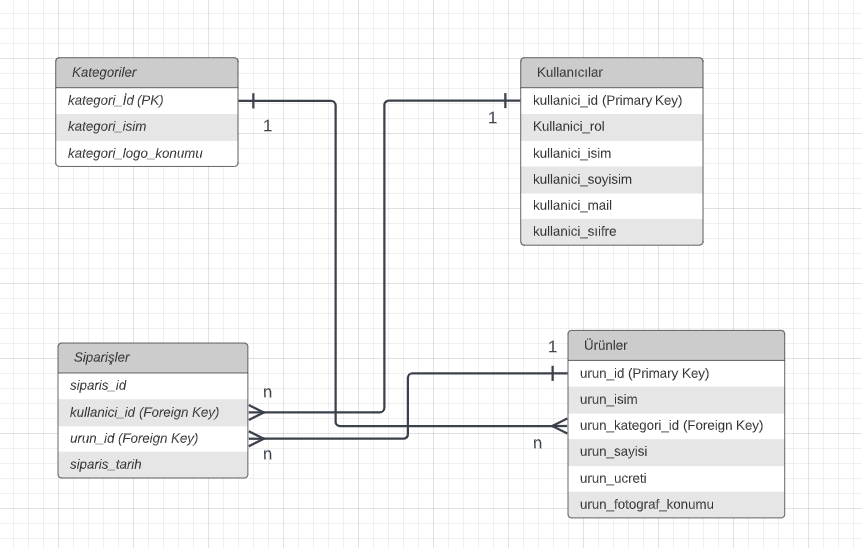 Kategoriler
kategori_İd (PK)
kategori_isim
kategori_logo_konumu
1
Kullanıcılar
kullanici_id (Primary Key)
Kullanici_rol
kullanici_isim
kullanici_soyisim
kullanici_mail
kullanici_sıifre
1
Siparişler
siparis_id
kullanici_id (Foreign Key)
urun_id (Foreign Key)
siparis_tarih
n
n
1
Ürünler
urun_id (Primary Key)
urun_isim
urun_kategori_id (Foreign Key)
urun_sayisi
urun_ucreti
urun_fotograf_konumu
n